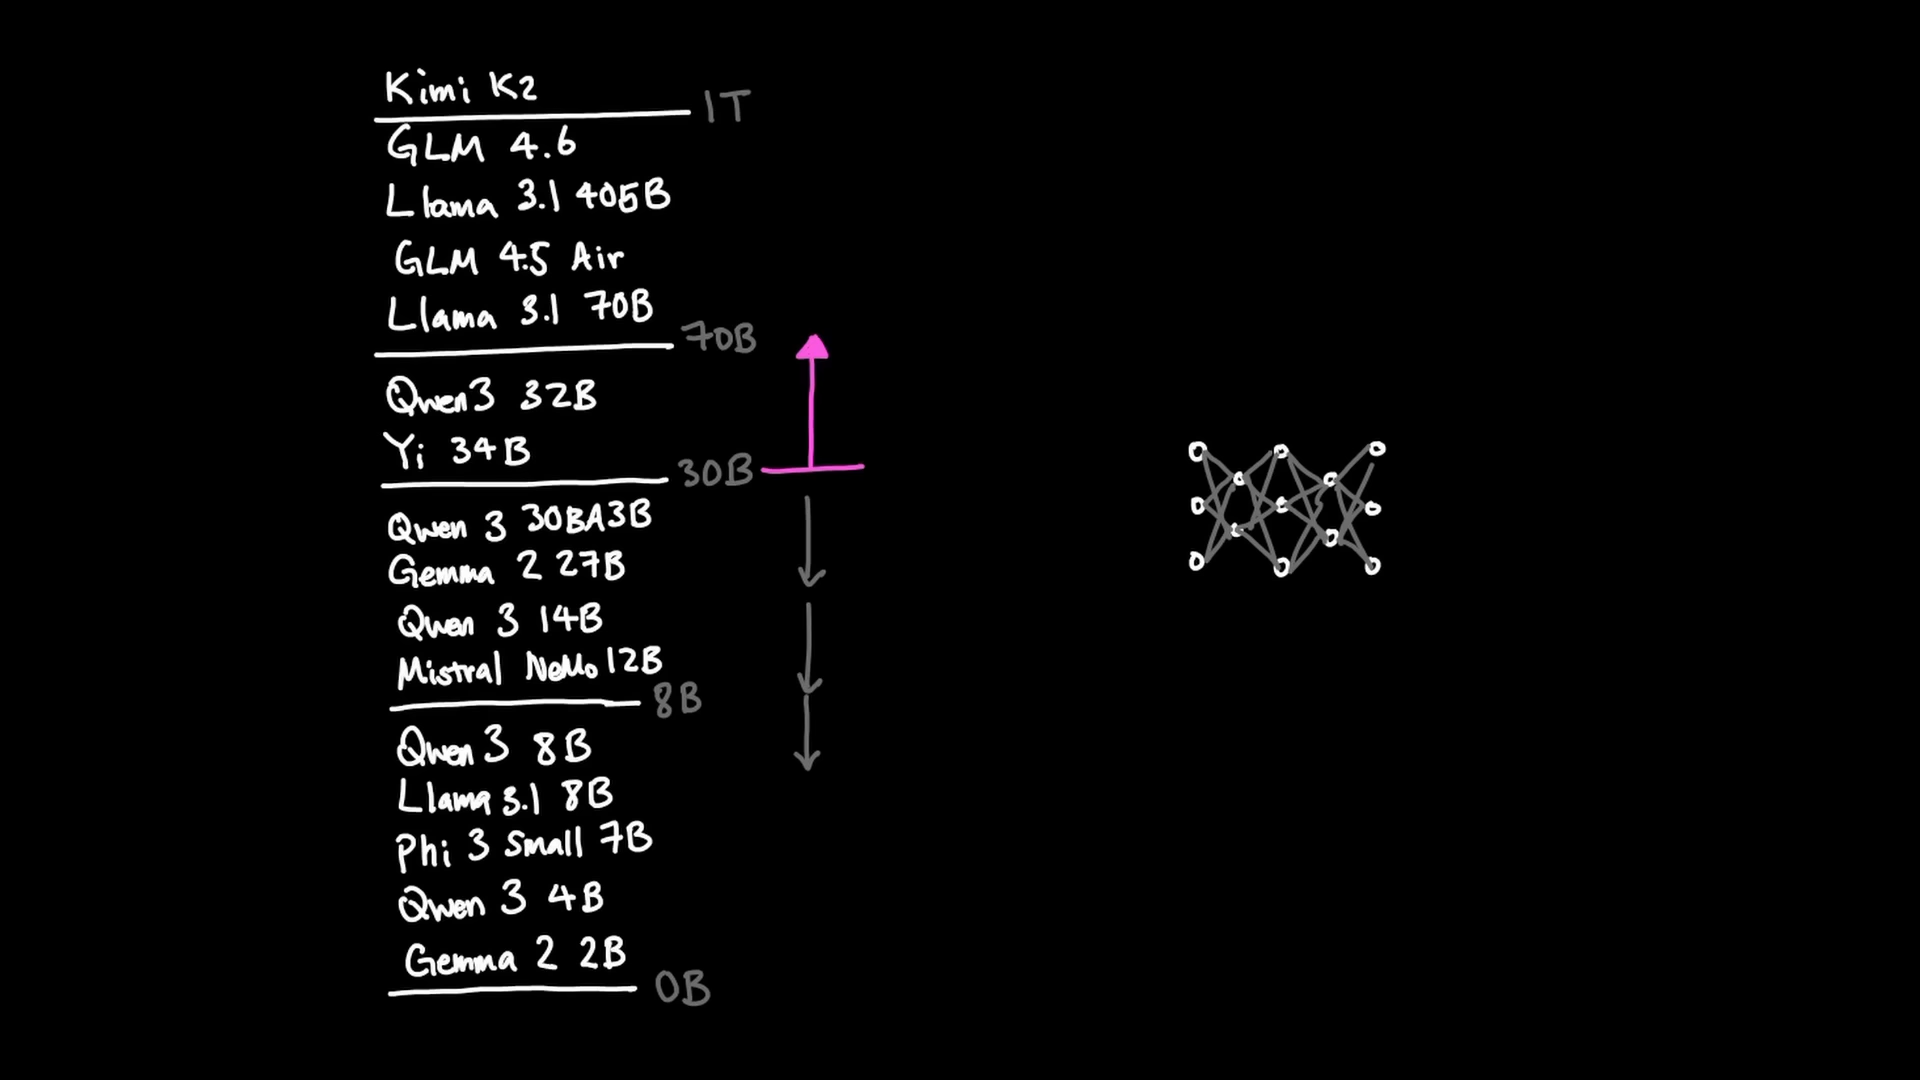 Kimi K2
1T
GLM 4.6
Llama 3.1 405B
GLM 4.5 Air
Llama 3.1 70B
70B
Qwen3 32B
Yi 34B
30B
Qwen 3 30BA3B
Gemma 2 27B
Qwen 3 14B
Mistral NeMo 12B
8B
Qwen 3 8B
Llama 3.1 8B
Phi 3 Small 7B
Qwen 3 4B
Gemma 2 2B
0B